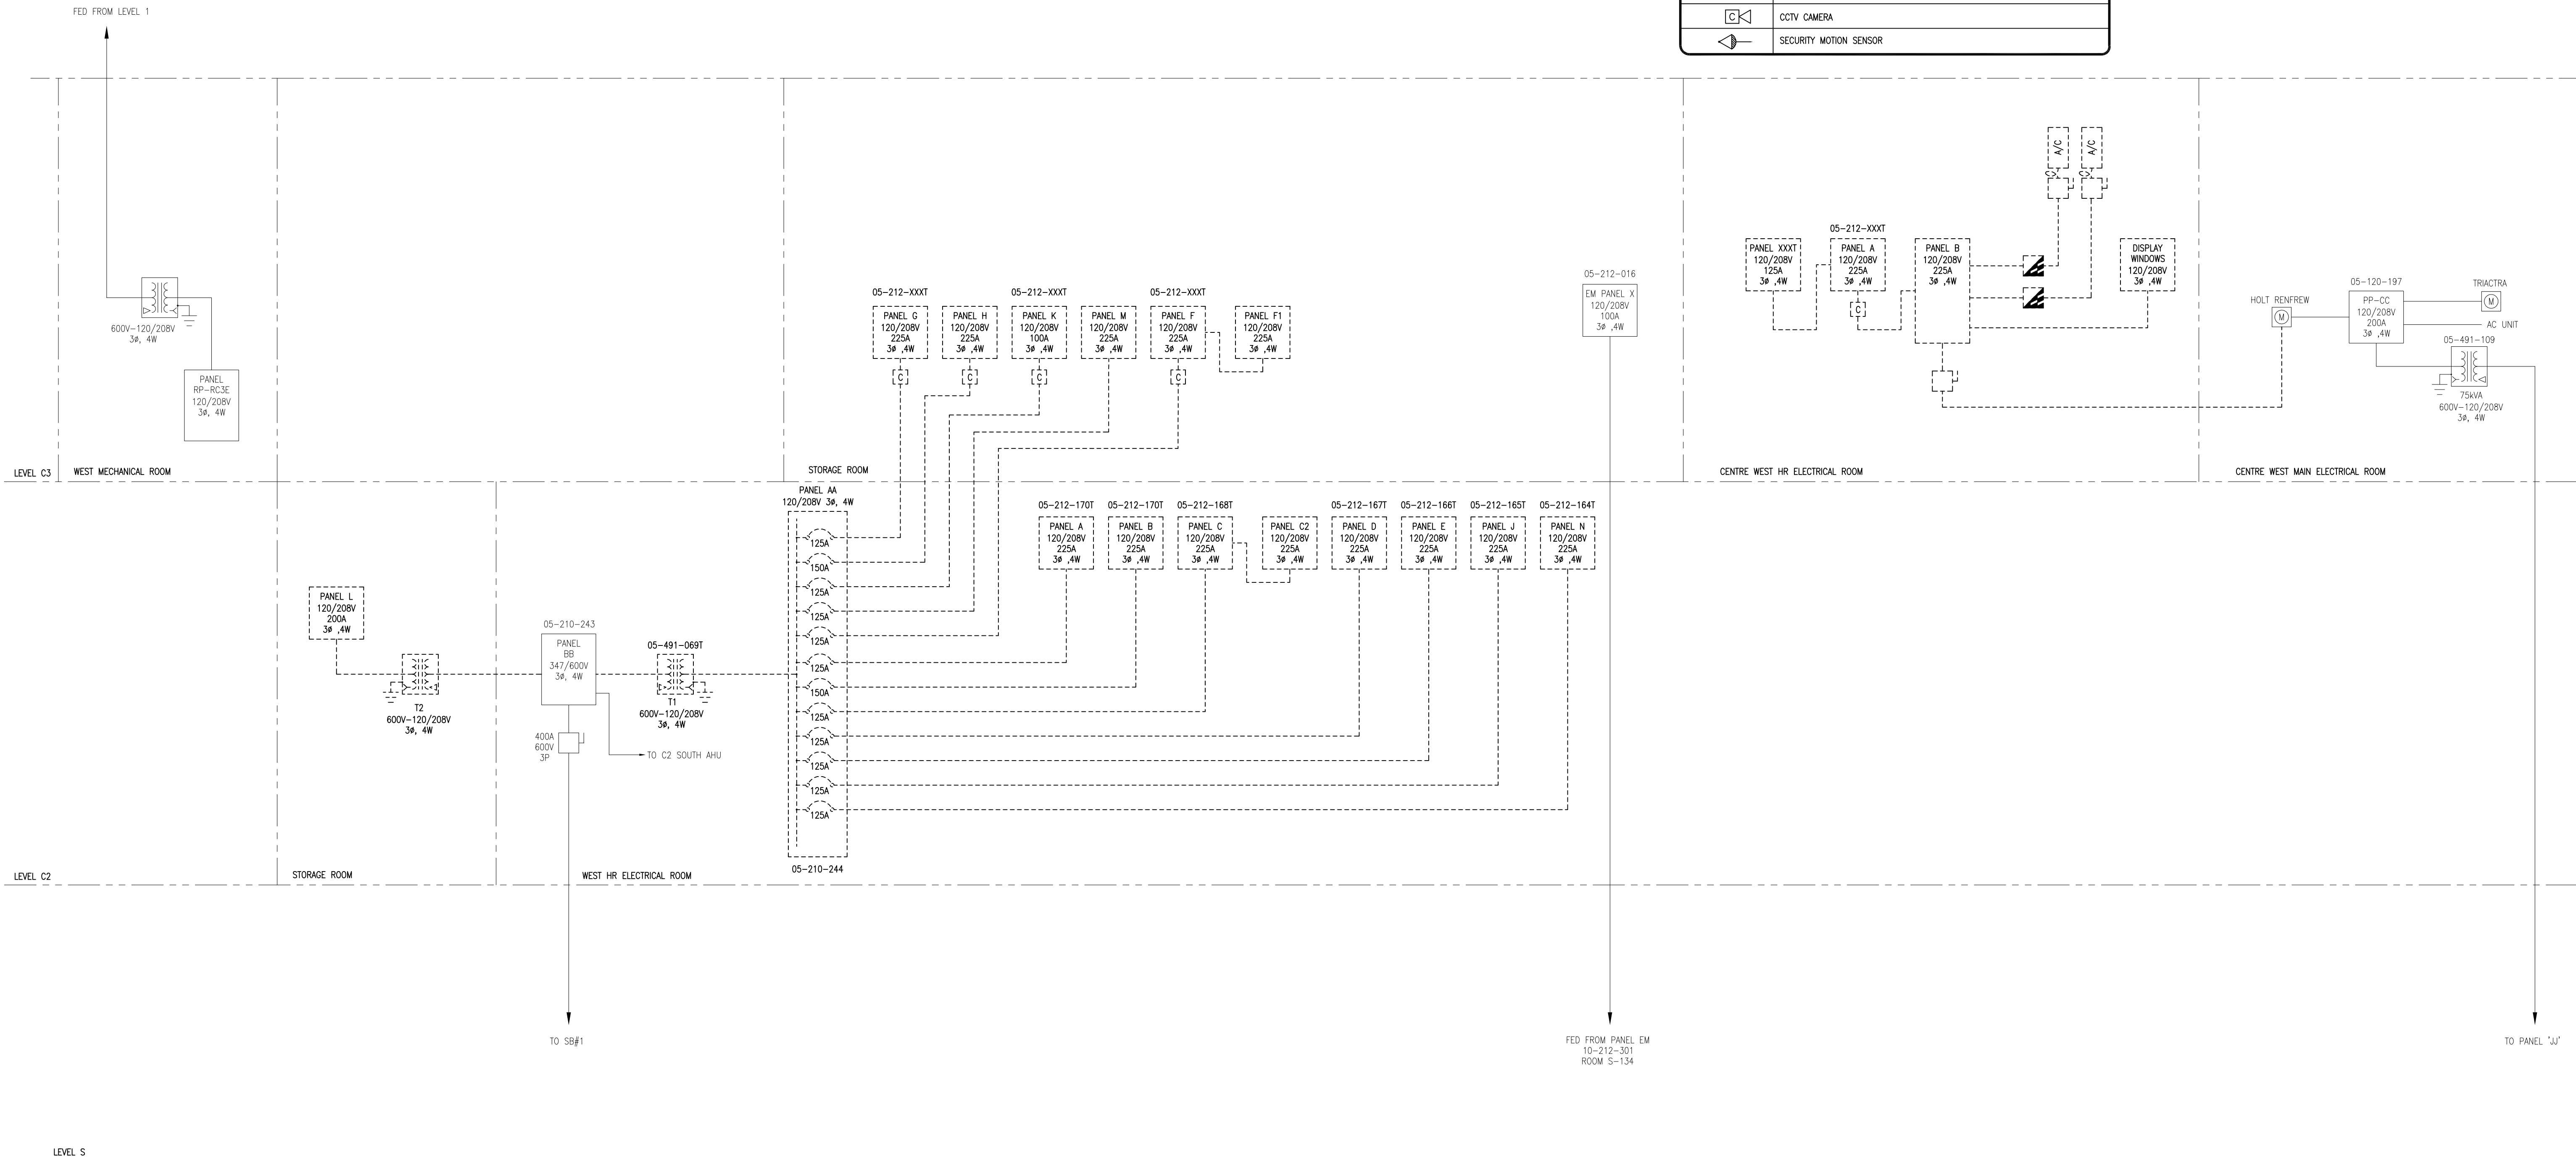 FED FROM LEVEL 1
C
CCTV CAMERA
SECURITY MOTION SENSOR
600V-120/208V
3ø, 4W
PANEL
RP-RC3E
120/208V
3ø, 4W
LEVEL C3
WEST MECHANICAL ROOM
05-212-XXXT
PANEL G
120/208V
225A
3ø ,4W
C
PANEL H
120/208V
225A
3ø ,4W
C
05-212-XXXT
PANEL K
120/208V
100A
3ø ,4W
C
PANEL M
120/208V
225A
3ø ,4W
05-212-XXXT
PANEL F
120/208V
225A
3ø ,4W
C
PANEL F1
120/208V
225A
3ø ,4W
STORAGE ROOM
05-212-016
EM PANEL X
120/208V
100A
3ø ,4W
PANEL XXXT
120/208V
125A
3ø ,4W
05-212-XXXT
PANEL A
120/208V
225A
3ø ,4W
C
PANEL B
120/208V
225A
3ø ,4W
A/C
A/C
DISPLAY
WINDOWS
120/208V
3ø ,4W
CENTRE WEST HR ELECTRICAL ROOM
HOLT RENFREW
M
05-120-197
PP-CC
120/208V
200A
3ø ,4W
TRIACTRA
M
AC UNIT
05-491-109
75kVA
600V-120/208V
3ø, 4W
CENTRE WEST MAIN ELECTRICAL ROOM
PANEL AA
120/208V 3ø, 4W
125A
150A
125A
125A
125A
125A
150A
125A
125A
125A
125A
125A
05-210-244
05-212-170T
PANEL A
120/208V
225A
3ø ,4W
05-212-170T
PANEL B
120/208V
225A
3ø ,4W
05-212-168T
PANEL C
120/208V
225A
3ø ,4W
PANEL C2
120/208V
225A
3ø ,4W
05-212-167T
PANEL D
120/208V
225A
3ø ,4W
05-212-166T
PANEL E
120/208V
225A
3ø ,4W
05-212-165T
PANEL J
120/208V
225A
3ø ,4W
05-212-164T
PANEL N
120/208V
225A
3ø ,4W
PANEL L
120/208V
200A
3ø ,4W
T2
600V-120/208V
3ø, 4W
05-210-243
PANEL
BB
347/600V
3ø, 4W
05-491-069T
T1
600V-120/208V
3ø, 4W
400A
600V
3P
TO C2 SOUTH AHU
LEVEL C2
STORAGE ROOM
WEST HR ELECTRICAL ROOM
TO SB#1
FED FROM PANEL EM
10-212-301
ROOM S-134
TO PANEL 'JJ'
LEVEL S